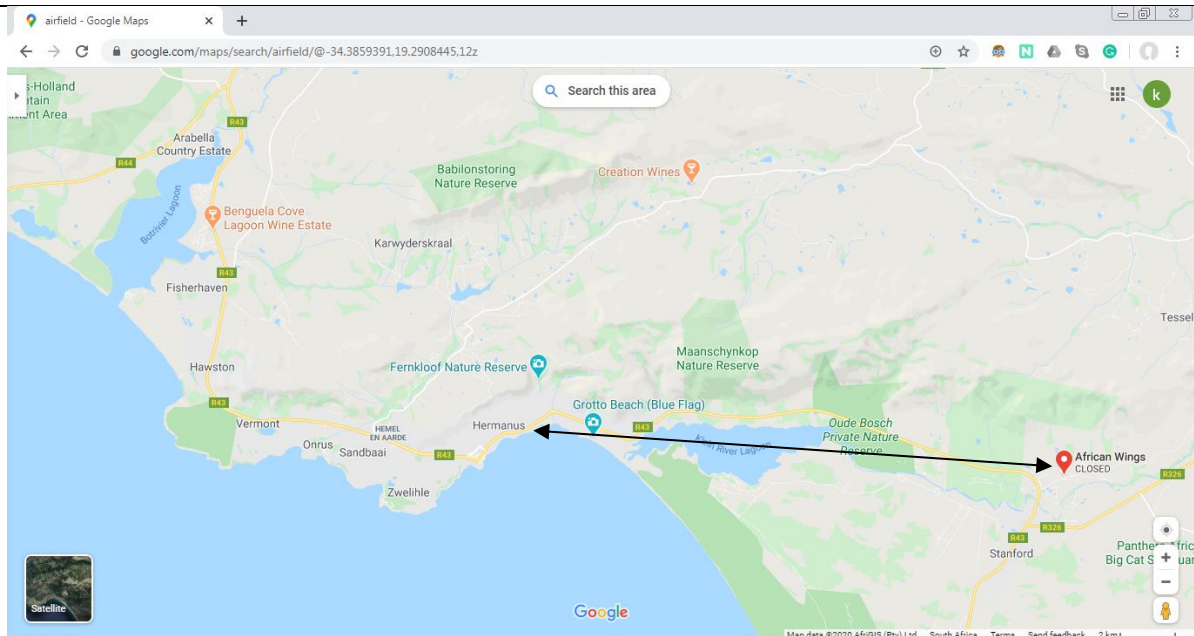 airfield - Google Maps
google.com/maps/search/airfield/@-34.3859391,19.2908445,12z
Search this area
k
s-Holland
ntain
ment Area
R43
Arabella
Country Estate
R44
Babilonstoring
Nature Reserve
Creation Wines
Botrivier Lagoon
Benguela Cove
Lagoon Wine Estate
Karwyderskraal
R43
Fisherhaven
Tessel
Maanschynkop
Nature Reserve
Hawston
Fernkloof Nature Reserve
R43
Grotto Beach (Blue Flag)
Vermont
HEMEL
EN AARDE
Hermanus
R43
Oude Bosch
Private Nature
Reserve
Onrus
Sandbaai
R43
Klein River Lagoon
African Wings
CLOSED
R326
Zwelihle
R326
R43
Stanford
Panthera Afric
Big Cat S uar
Satellite
Google
Map data ©2020 AfriGIS (Pty) Ltd South Africa Terms Send feedback 2 km